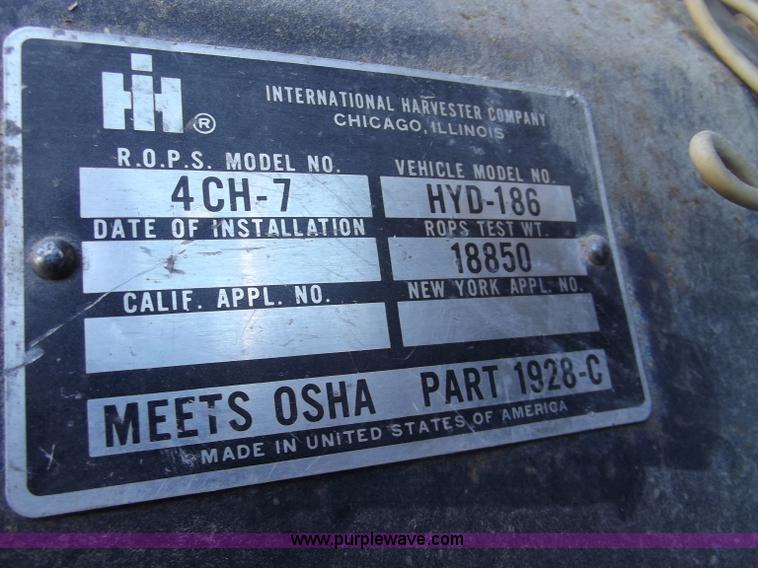 IH®
INTERNATIONAL HARVESTER COMPANY
CHICAGO, ILLINOIS
R.O.P.S. MODEL NO. VEHICLE MODEL NO.
4CH-7 HYD-186
DATE OF INSTALLATION ROPS TEST WT.
18850
CALIF. APPL. NO. NEW YORK APPL. NO.
MEETS OSHA PART 1928-C
MADE IN UNITED STATES OF AMERICA
www.purplewave.com